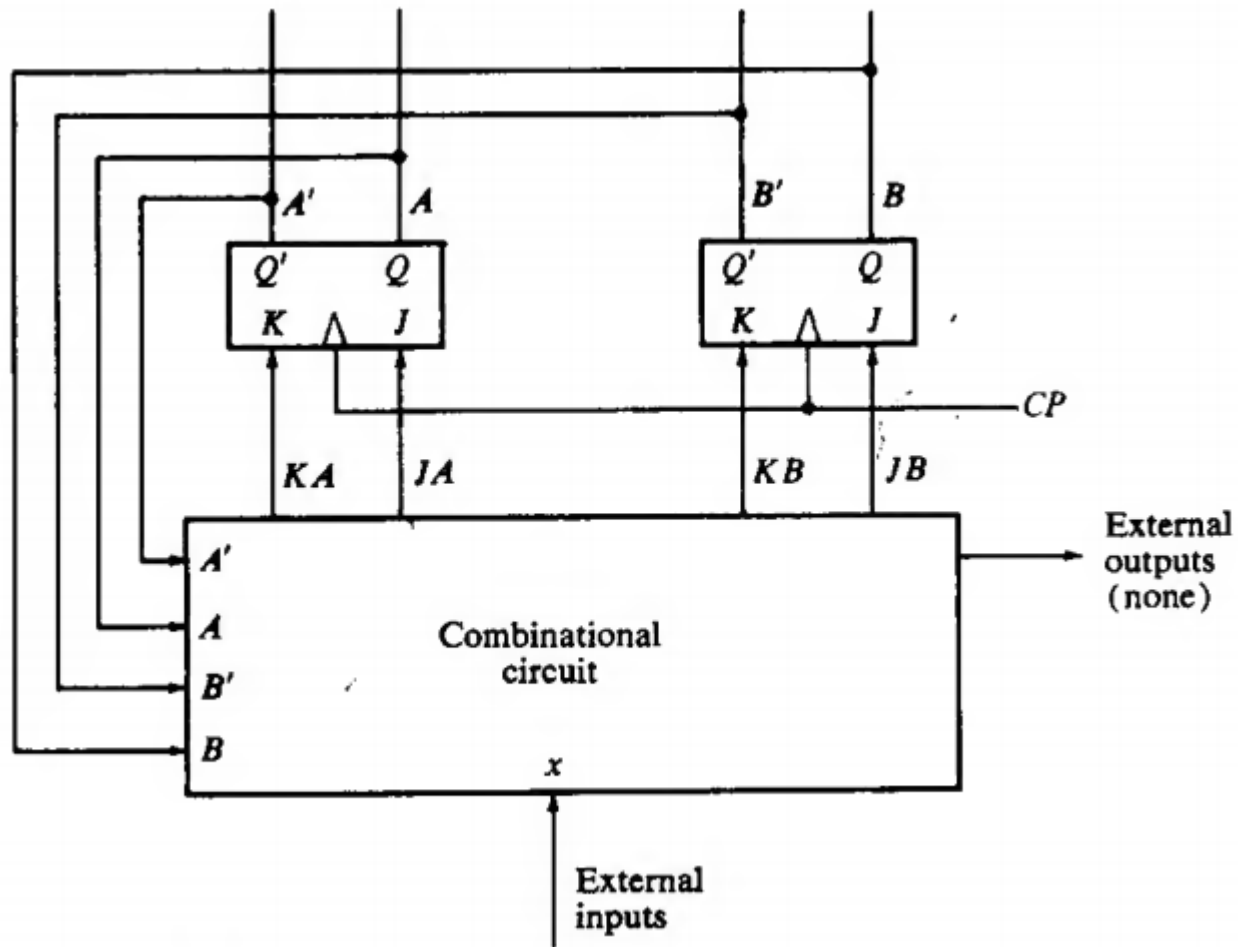 A' A B' B
Q' Q Q' Q
K J K J
CP
KA JA KB JB
A'
External
outputs
(none)
A
Combinational
circuit
B'
B
x
External
inputs